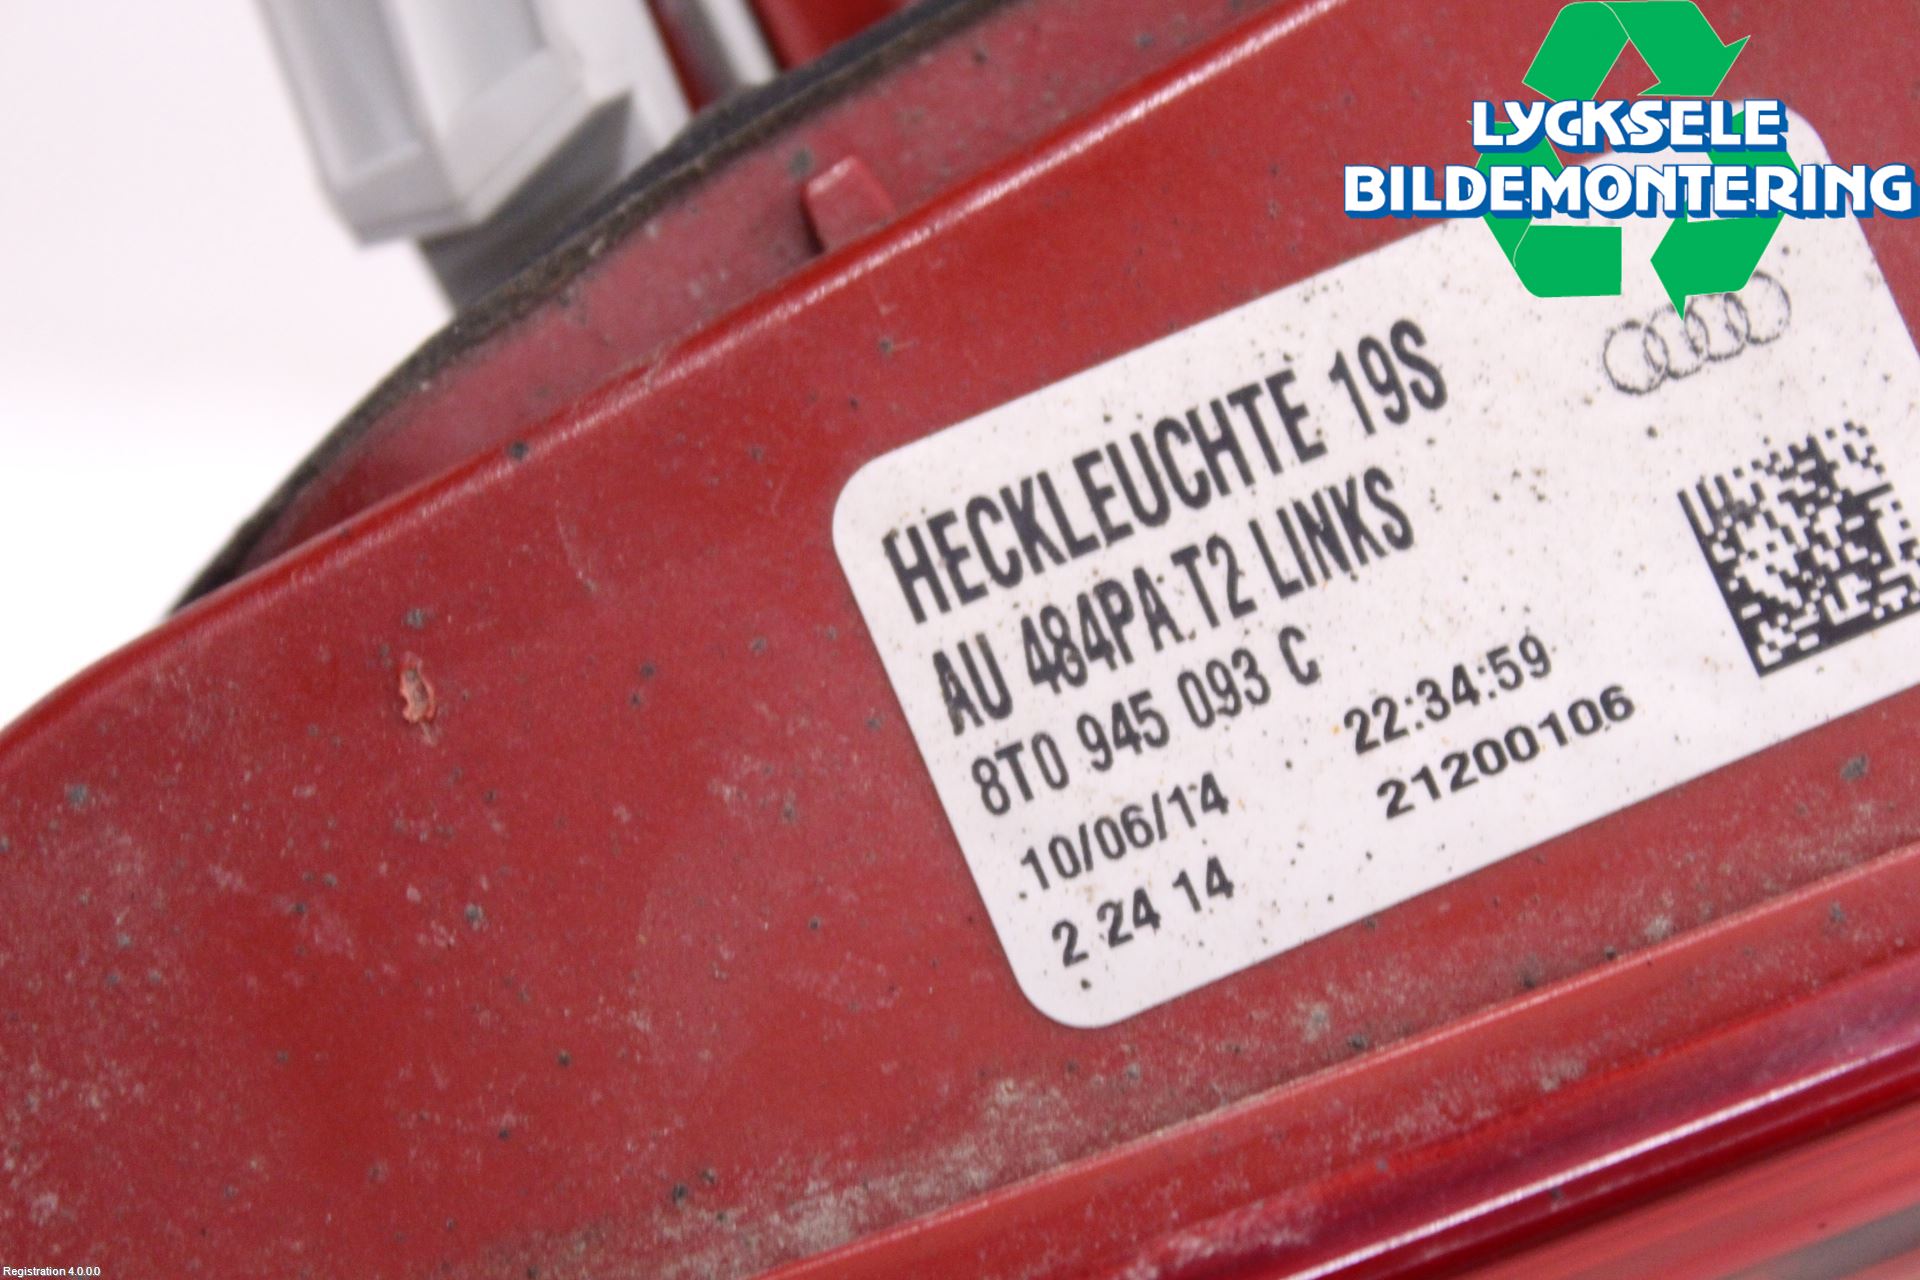 LYCKSELE
BILDEMONTERING
HECKLEUCHTE 19S
AU 484PA T2 LINKS
8T0 945 093 C
10/06/14 22:34:59
2 24 14 21200106
Registration 4.0.0.0